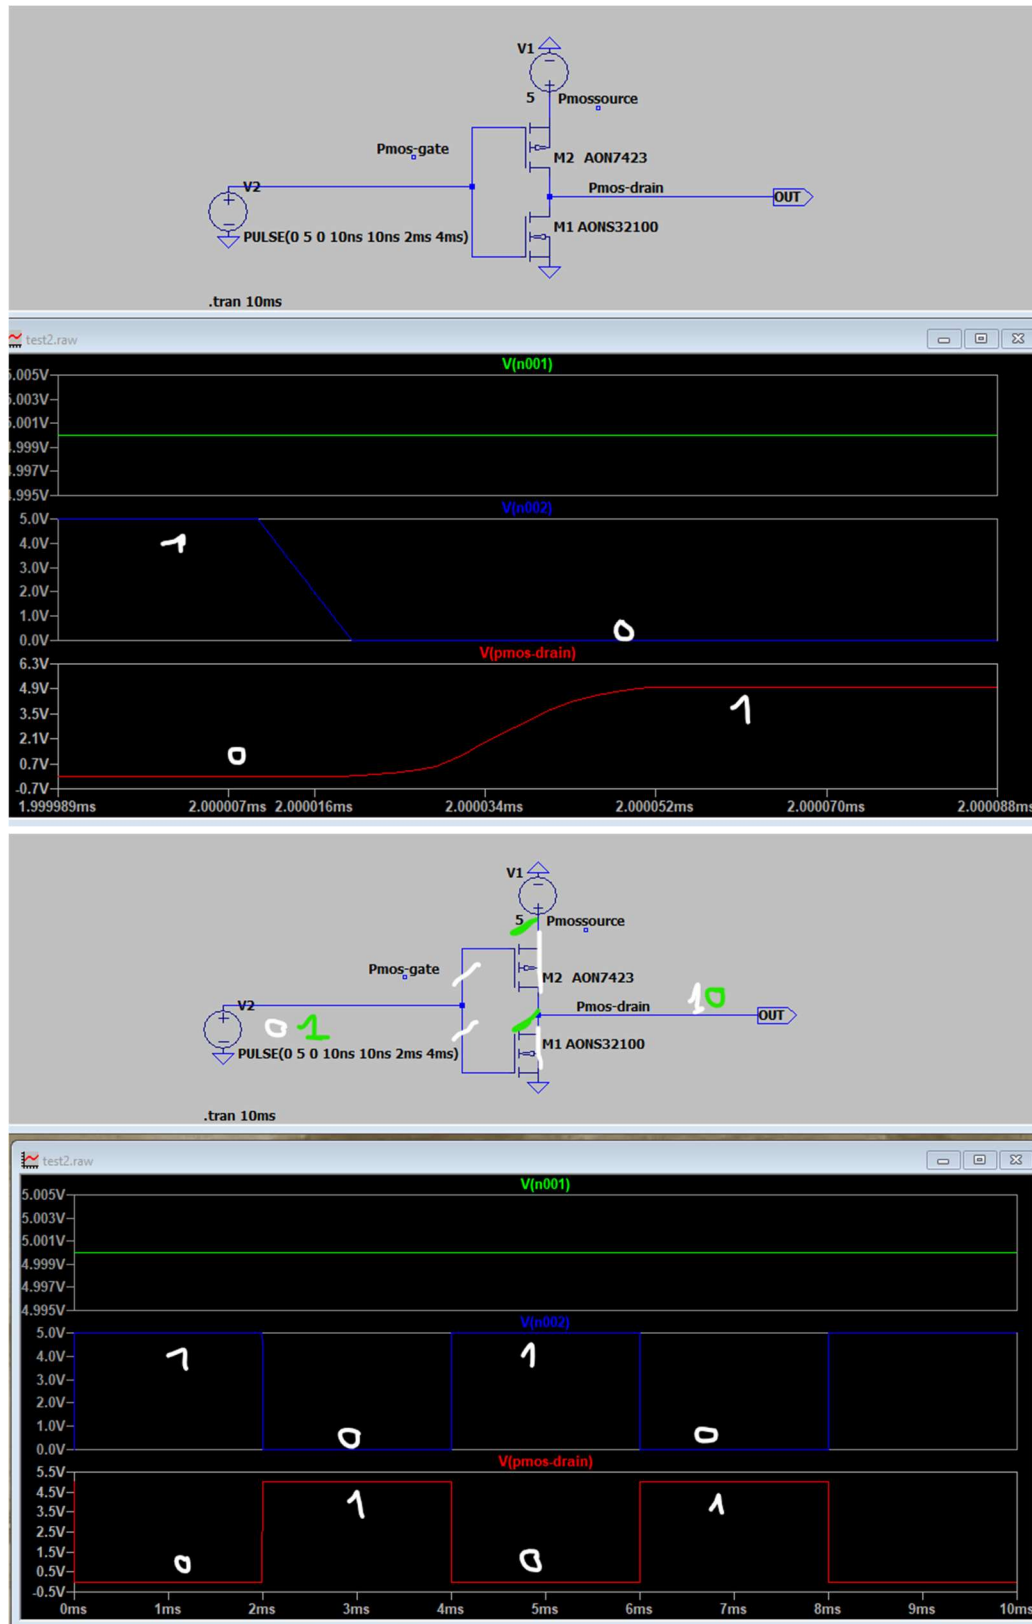 V1
5 Pmossource
Pmos-gate
M2 AON7423
V2
Pmos-drain
OUT
M1 AONS32100
PULSE(0 5 0 10ns 10ns 2ms 4ms)
.tran 10ms
test2.raw
V(n001)
5.005V
5.003V
5.001V
4.999V
4.997V
4.995V
V(n002)
5.0V
4.0V
3.0V
2.0V
1.0V
0.0V
1
0
V(pmos-drain)
6.3V
4.9V
3.5V
2.1V
0.7V
-0.7V
0
1
1.999989ms 2.000007ms 2.000016ms 2.000034ms 2.000052ms 2.000070ms 2.000088ms
V1
5 Pmossource
Pmos-gate
M2 AON7423
V2
0 1
Pmos-drain
1 0
OUT
M1 AONS32100
PULSE(0 5 0 10ns 10ns 2ms 4ms)
.tran 10ms
test2.raw
V(n001)
5.005V
5.003V
5.001V
4.999V
4.997V
4.995V
V(n002)
5.0V
4.0V
3.0V
2.0V
1.0V
0.0V
1 0 1 0
V(pmos-drain)
5.5V
4.5V
3.5V
2.5V
1.5V
0.5V
-0.5V
0 1 0 1
0ms 1ms 2ms 3ms 4ms 5ms 6ms 7ms 8ms 9ms 10ms